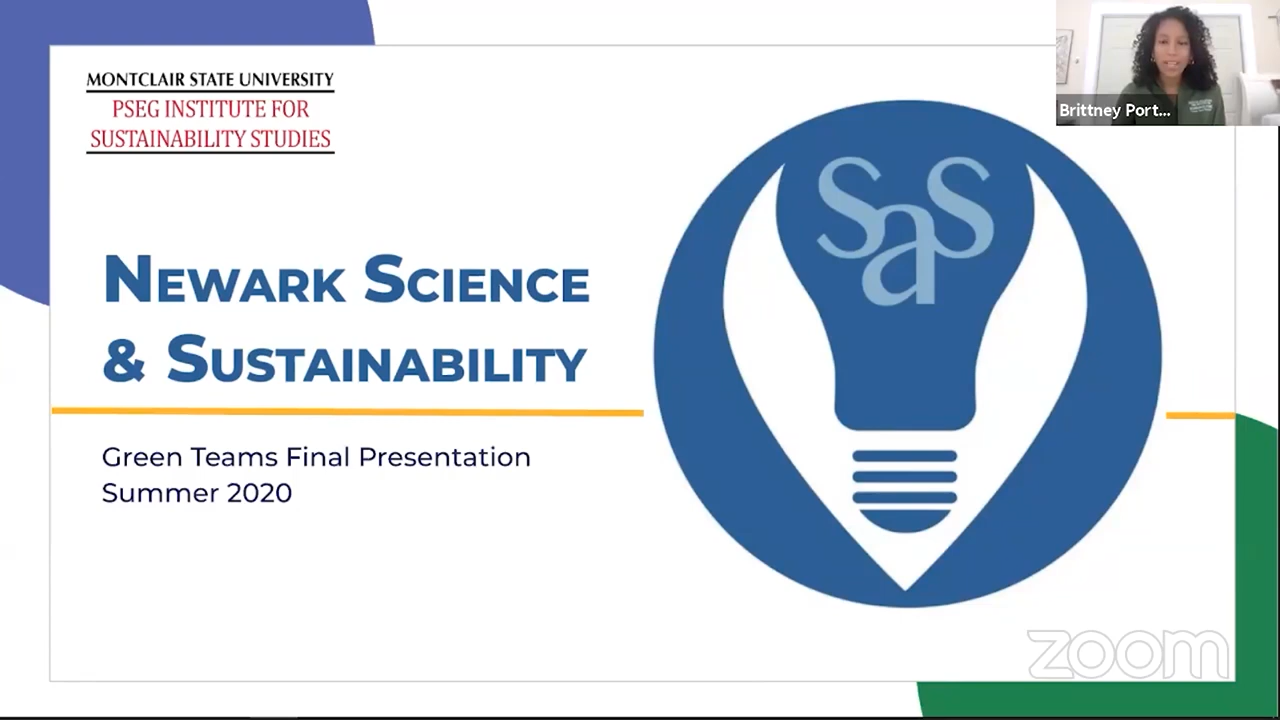 MONTCLAIR STATE UNIVERSITY
PSEG INSTITUTE FOR
SUSTAINABILITY STUDIES
Brittney Port...
sas
NEWARK SCIENCE
& SUSTAINABILITY
Green Teams Final Presentation
Summer 2020
zoom